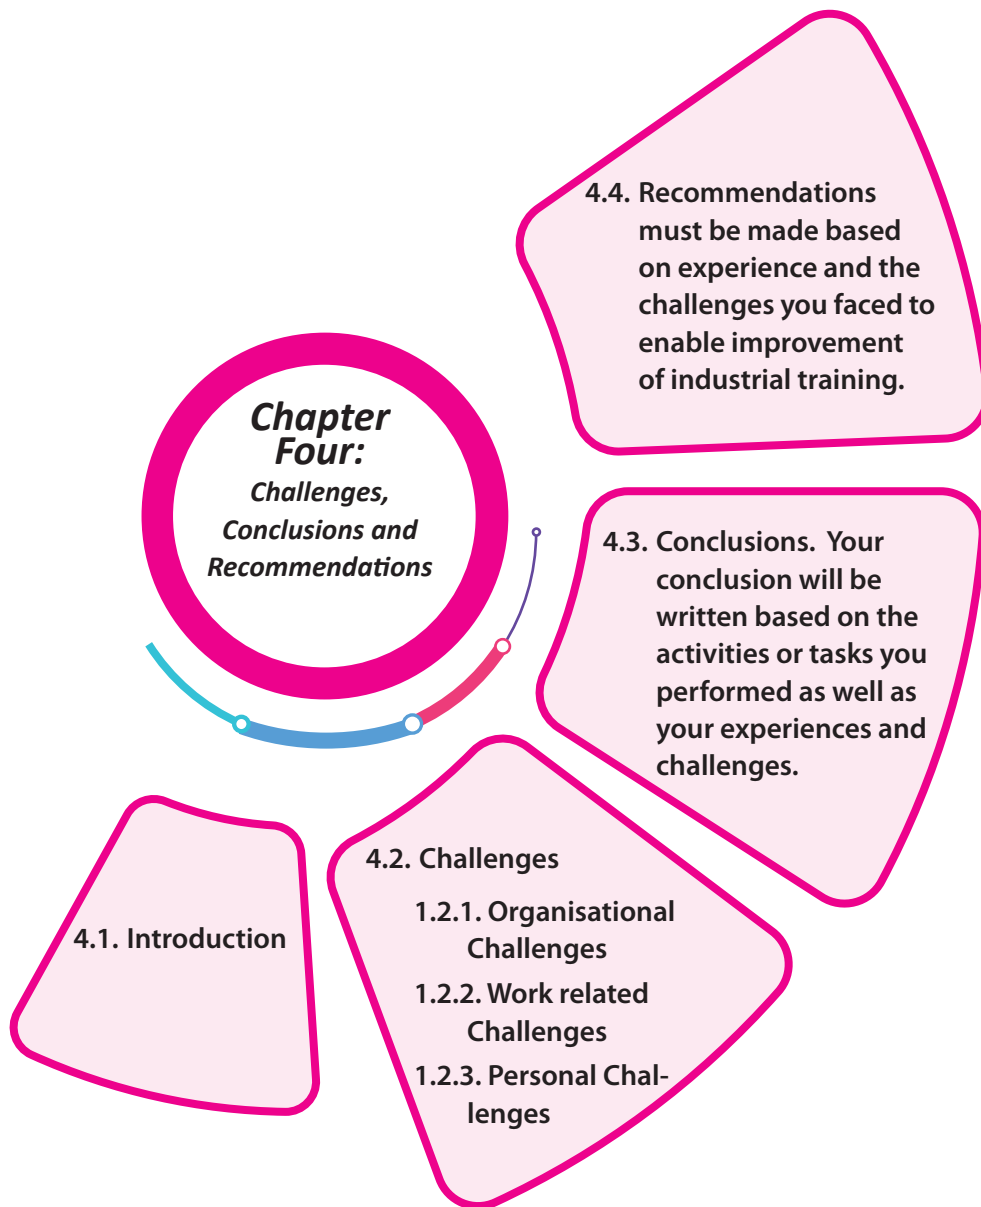 Chapter
Four:
Challenges,
Conclusions and
Recommendations
4.1. Introduction
4.2. Challenges
1.2.1. Organisational
Challenges
1.2.2. Work related
Challenges
1.2.3. Personal Chal-
lenges
4.3. Conclusions. Your
conclusion will be
written based on the
activities or tasks you
performed as well as
your experiences and
challenges.
4.4. Recommendations
must be made based
on experience and the
challenges you faced to
enable improvement
of industrial training.